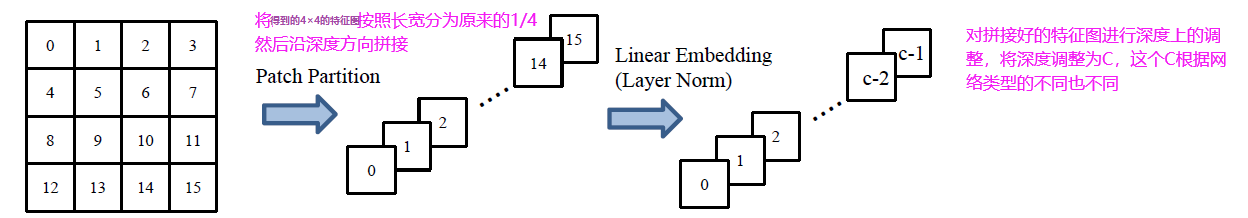 0 1 2 3
4 5 6 7
8 9 10 11
12 13 14 15
将得到的4×4的特征图按照长宽分为原来的1/4
然后沿深度方向拼接
Patch Partition
0
1
2
14
15
Linear Embedding
(Layer Norm)
0
1
2
c-2
c-1
对拼接好的特征图进行深度上的调
整，将深度调整为C，这个C根据网
络类型的不同也不同